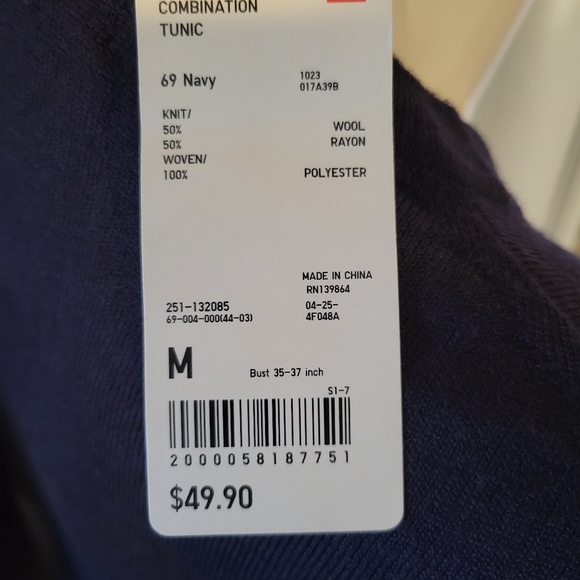 COMBINATION
TUNIC
69 Navy
1023
017A39B
KNIT/
50% WOOL
50% RAYON
WOVEN/
100% POLYESTER
MADE IN CHINA
RN139864
251-132085 04-25-
69-004-000(44-03) 4F048A
M Bust 35-37 inch
S1-7
2000058187751
$49.90